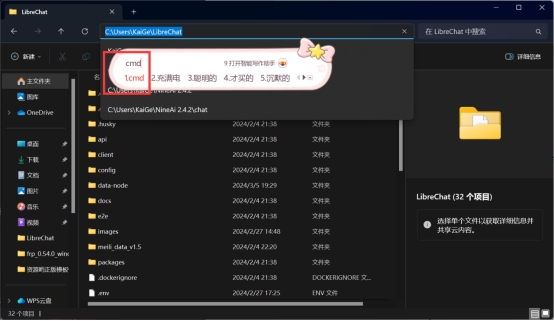 LibreChat
C:\Users\KaiGe\LibreChat
在 LibreChat 中搜索
新建
详细信息
KaiGe
cmd
9.打开智能写作助手
1.cmd 2.充满电 3.聪明的 4.才买的 5.沉默的
C:\Users\KaiGe\NineAi 2.4.2
C:\Users\KaiGe\NineAi 2.4.2\chat
主文件夹
图库
OneDrive
桌面
下载
文档
图片
音乐
视频
LibreChat
frp_0.54.0_winc
WPS云盘
.husky 2024/2/4 21:38 文件夹
api 2024/2/4 21:38 文件夹
client 2024/2/4 21:38 文件夹
config 2024/2/4 21:38 文件夹
data-node 2024/3/5 19:29 文件夹
docs 2024/2/4 21:38 文件夹
e2e 2024/2/4 21:38 文件夹
images 2024/2/27 14:48 文件夹
meili_data_v1.5 2024/2/4 22:20 文件夹
packages 2024/2/4 21:38 文件夹
.dockerignore 2024/2/4 21:38 DOCKERIGNORE 文...
.env 2024/2/27 17:25 ENV 文件
LibreChat (32 个项目)
选择单个文件以获取详细信息并
共享云内容。
32 个项目